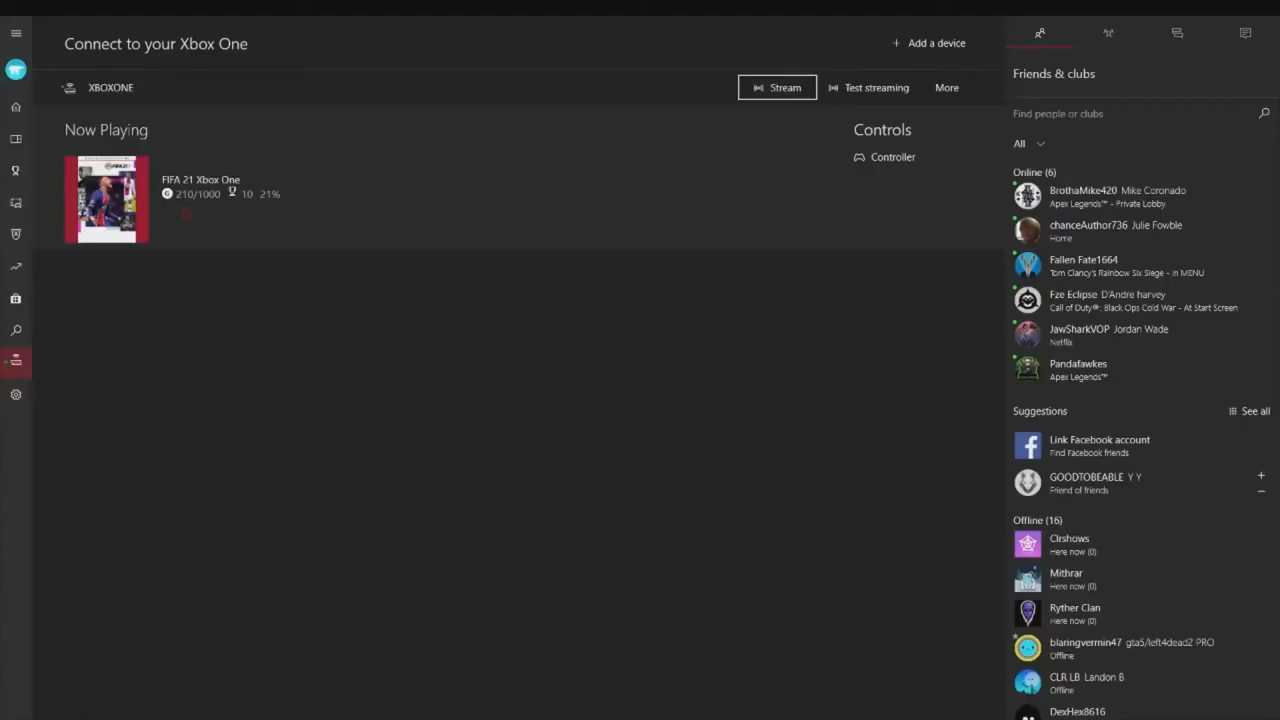 Connect to your Xbox One
+ Add a device
XBOXONE
Stream
Test streaming
More
Now Playing
FIFA 21 Xbox One
G 210/1000 10 21%
Controls
Controller
Friends & clubs
Find people or clubs
All
Online (6)
BrothaMike420 Mike Coronado
Apex Legends™ - Private Lobby
chanceAuthor736 Julie Fowble
Home
Fallen Fate1664
Tom Clancy's Rainbow Six Siege - in MENU
Fze Eclipse D'Andre harvey
Call of Duty®: Black Ops Cold War - At Start Screen
JawSharkVOP Jordan Wade
Netflix
Pandafawkes
Apex Legends™
Suggestions
See all
Link Facebook account
Find Facebook friends
GOODTOBEABLE Y Y
Friend of friends
Offline (16)
Clrshows
Here now (0)
Mithrar
Here now (0)
Ryther Clan
Here now (0)
blaringvermin47 gta5/left4dead2 PRO
Offline
CLR LB Landon B
Offline
DexHex8616